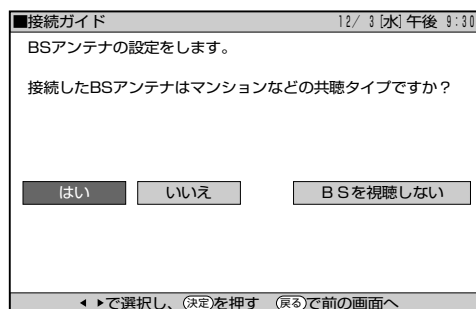 ■接続ガイド 12/ 3[水]午後 9:30
BSアンテナの設定をします。
接続したBSアンテナはマンションなどの共聴タイプですか？
はい いいえ BSを視聴しない
◀ ▶で選択し、決定を押す 戻るで前の画面へ